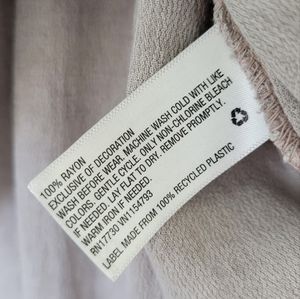 100% RAYON
EXCLUSIVE OF DECORATION
WASH BEFORE WEAR. MACHINE WASH COLD WITH LIKE
COLORS. GENTLE CYCLE. ONLY NON-CHLORINE BLEACH
IF NEEDED. LAY FLAT TO DRY. REMOVE PROMPTLY.
WARM IRON IF NEEDED.
RN17730 VN1154793
LABEL MADE FROM 100% RECYCLED PLASTIC